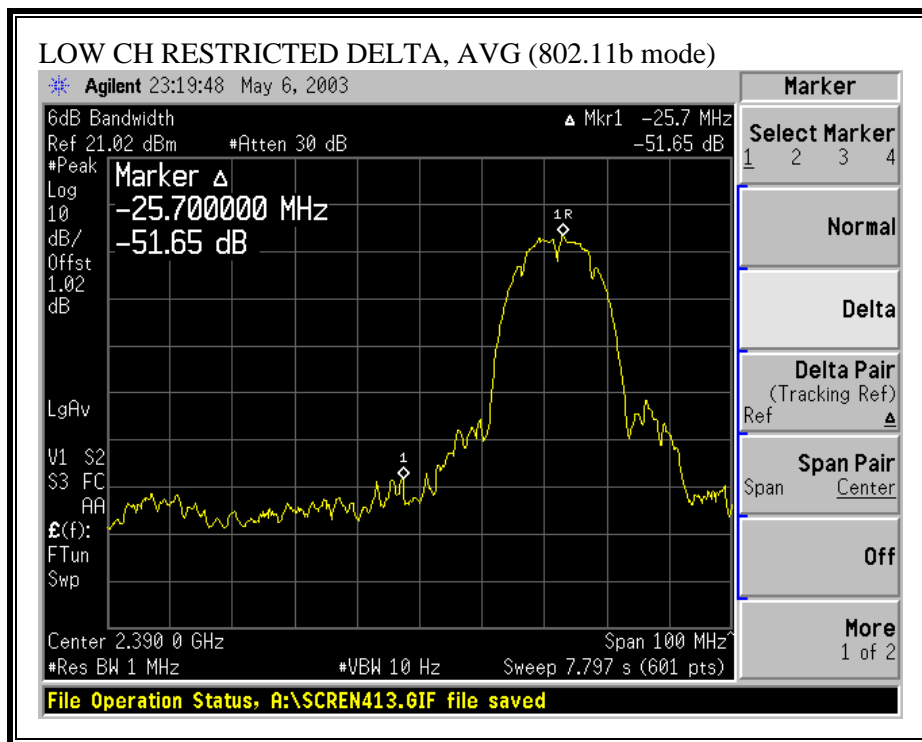 LOW CH RESTRICTED DELTA, AVG (802.11b mode)
Agilent 23:19:48 May 6, 2003
Marker
6dB Bandwidth
Δ Mkr1 -25.7 MHz
Ref 21.02 dBm #Atten 30 dB -51.65 dB
#Peak
Log
10
dB/
Offst
1.02
dB
Marker Δ
-25.700000 MHz
-51.65 dB
1R
1
LgAv
V1 S2
S3 FC
AA
£(f):
FTun
Swp
Center 2.390 0 GHz Span 100 MHz^
#Res BW 1 MHz #VBW 10 Hz Sweep 7.797 s (601 pts)
Select Marker
1 2 3 4
Normal
Delta
Delta Pair
(Tracking Ref)
Ref Δ
Span Pair
Span Center
Off
More
1 of 2
File Operation Status, A:\SCREN413.GIF file saved